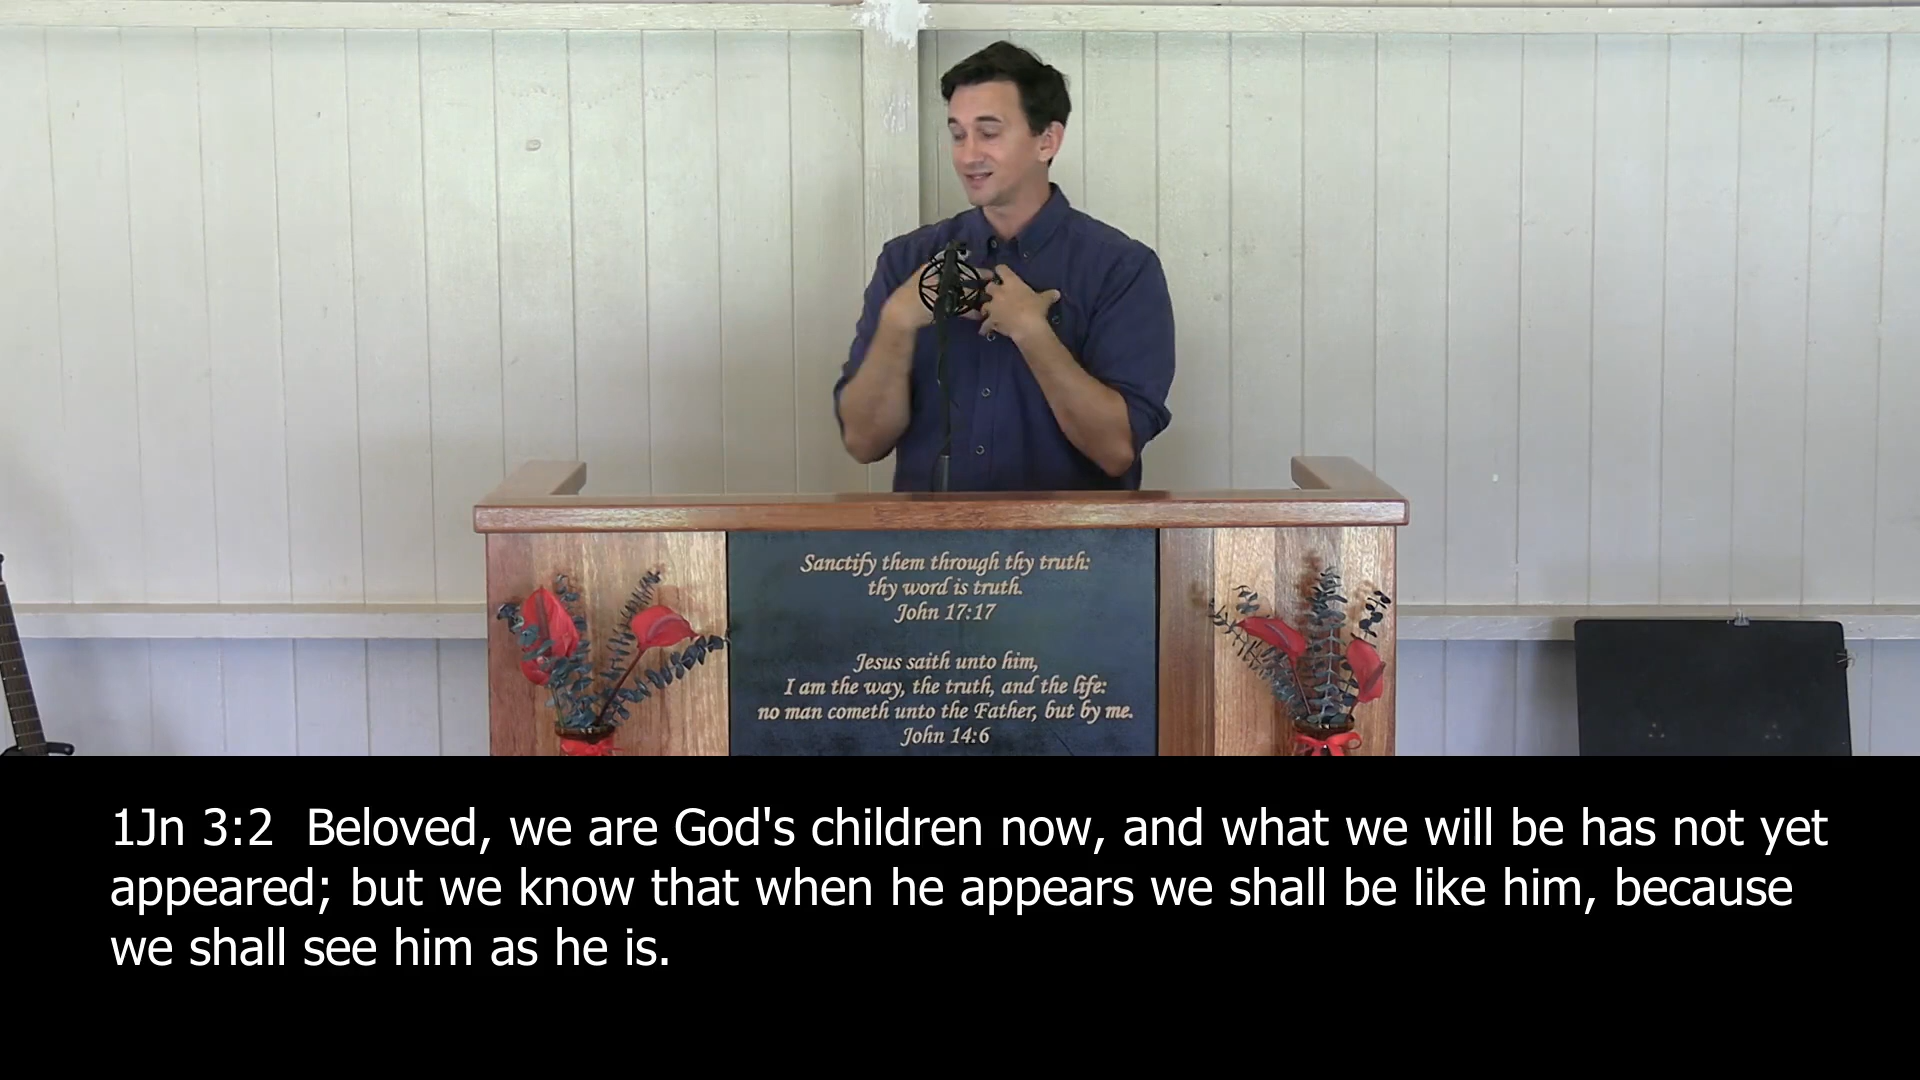 Sanctify them through thy truth:
thy word is truth.
John 17:17
Jesus saith unto him,
I am the way, the truth, and the life:
no man cometh unto the Father, but by me.
John 14:6
1Jn 3:2  Beloved, we are God's children now, and what we will be has not yet
appeared; but we know that when he appears we shall be like him, because
we shall see him as he is.